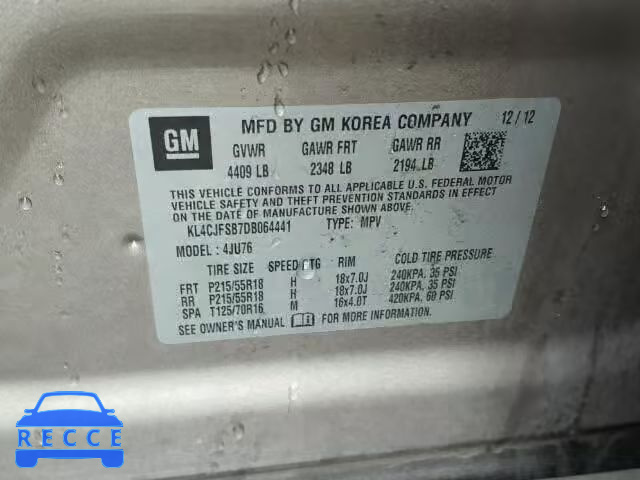 GM
MFD BY GM KOREA COMPANY 12/12
GVWR GAWR FRT GAWR RR
4409 LB 2348 LB 2194 LB
THIS VEHICLE CONFORMS TO ALL APPLICABLE U.S. FEDERAL MOTOR
VEHICLE SAFETY AND THEFT PREVENTION STANDARDS IN EFFECT
ON THE DATE OF MANUFACTURE SHOWN ABOVE.
KL4CJFSB7DB064441 TYPE: MPV
MODEL: 4JU76
TIRE SIZE SPEED RTG RIM COLD TIRE PRESSURE
FRT P215/55R18 H 18x7.0J 240KPA, 35 PSI
RR P215/55R18 H 18x7.0J 240KPA, 35 PSI
SPA T125/70R16 M 16x4.0T 420KPA, 60 PSI
SEE OWNER'S MANUAL FOR MORE INFORMATION.
RECCE